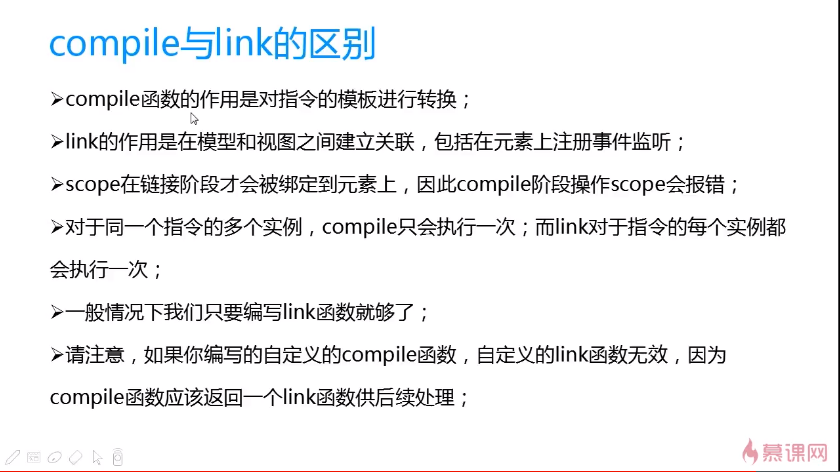 compile与link的区别
➢compile函数的作用是对指令的模板进行转换；
➢link的作用是在模型和视图之间建立关联，包括在元素上注册事件监听；
➢scope在链接阶段才会被绑定到元素上，因此compile阶段操作scope会报错；
➢对于同一个指令的多个实例，compile只会执行一次；而link对于指令的每个实例都
会执行一次；
➢一般情况下我们只要编写link函数就够了；
➢请注意，如果你编写的自定义的compile函数，自定义的link函数无效，因为
compile函数应该返回一个link函数供后续处理；
慕课网